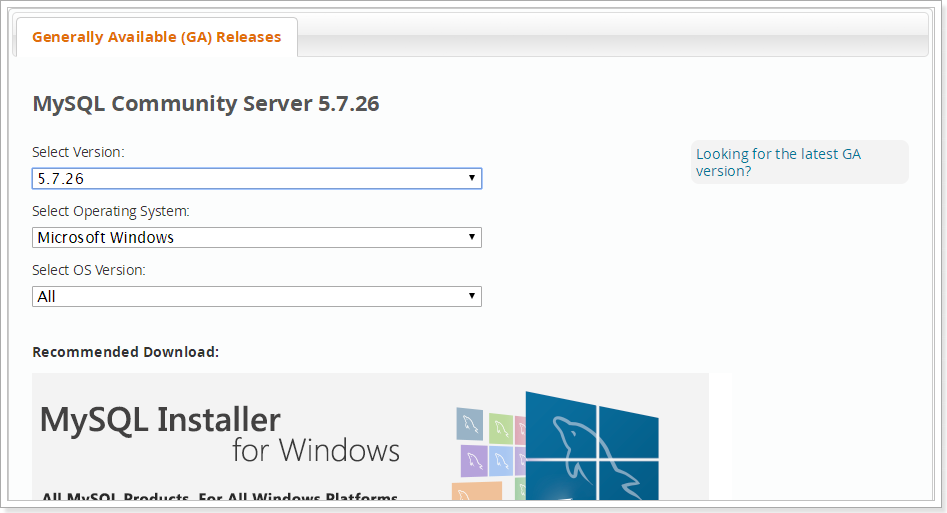 Generally Available (GA) Releases
MySQL Community Server 5.7.26
Select Version:
Looking for the latest GA
version?
5.7.26
Select Operating System:
Microsoft Windows
Select OS Version:
All
Recommended Download:
MySQL Installer
for Windows
All MySQL Products. For All Windows Platforms.